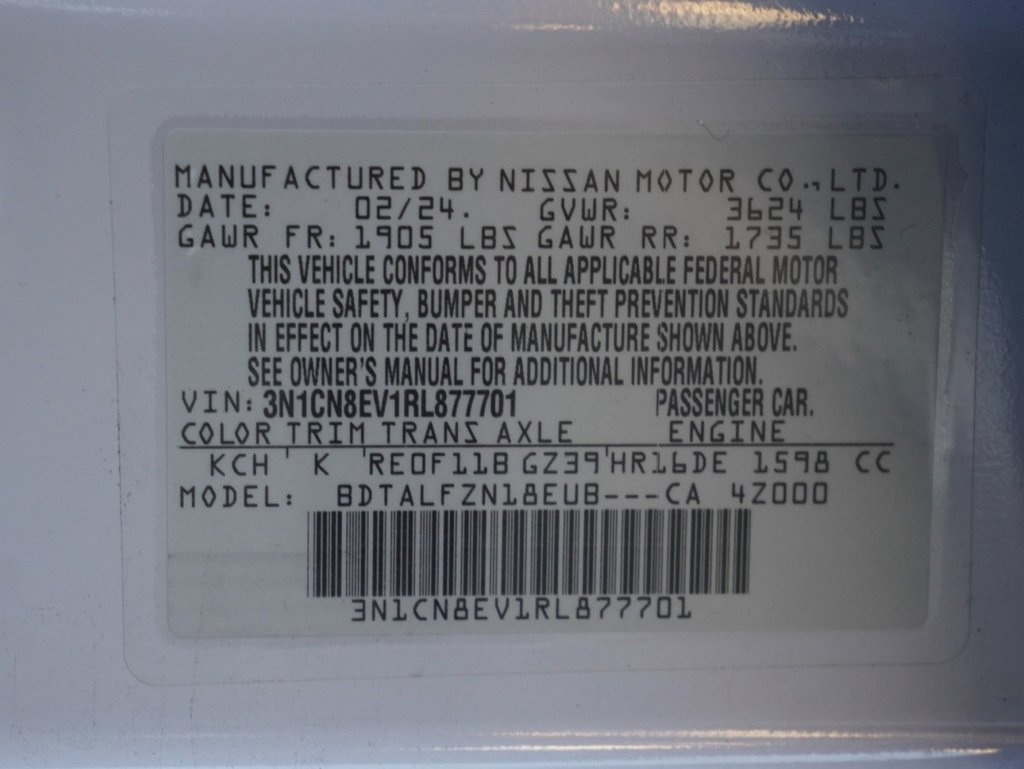 MANUFACTURED BY NISSAN MOTOR CO., LTD.
DATE: 02/24. GVWR: 3624 LBS
GAWR FR: 1905 LBS GAWR RR: 1735 LBS
THIS VEHICLE CONFORMS TO ALL APPLICABLE FEDERAL MOTOR
VEHICLE SAFETY, BUMPER AND THEFT PREVENTION STANDARDS
IN EFFECT ON THE DATE OF MANUFACTURE SHOWN ABOVE.
SEE OWNER'S MANUAL FOR ADDITIONAL INFORMATION.
VIN: 3N1CN8EV1RL877701 PASSENGER CAR.
COLOR TRIM TRANS AXLE ENGINE
KCH ' K 'RE0F11B GZ39'HR16DE 1598 CC
MODEL: BDTALFZN18EUB---CA 4Z000
3N1CN8EV1RL877701